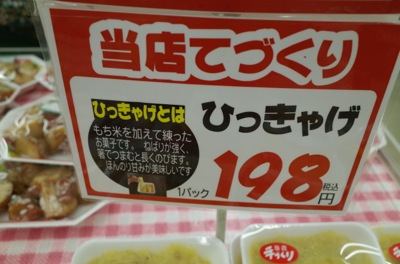 当店てづくり
ひっきゃげとは
もち米を加えて練った
お菓子です。ねばりが強く、
箸でつまむと長くのびます。
ほんのり甘みが美味しいです
ひっきゃげ
1パック
198円
税込
手づくり